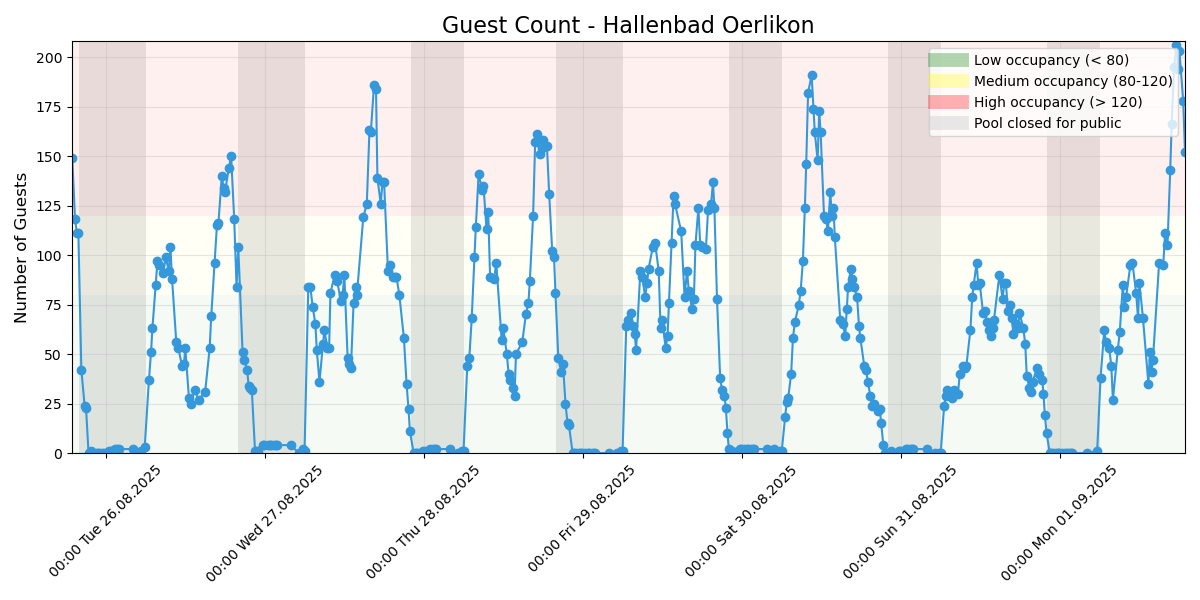 Guest Count - Hallenbad Oerlikon
Number of Guests
200
175
150
125
100
75
50
25
0
Low occupancy (< 80)
Medium occupancy (80-120)
High occupancy (> 120)
Pool closed for public
00:00 Tue 26.08.2025
00:00 Wed 27.08.2025
00:00 Thu 28.08.2025
00:00 Fri 29.08.2025
00:00 Sat 30.08.2025
00:00 Sun 31.08.2025
00:00 Mon 01.09.2025